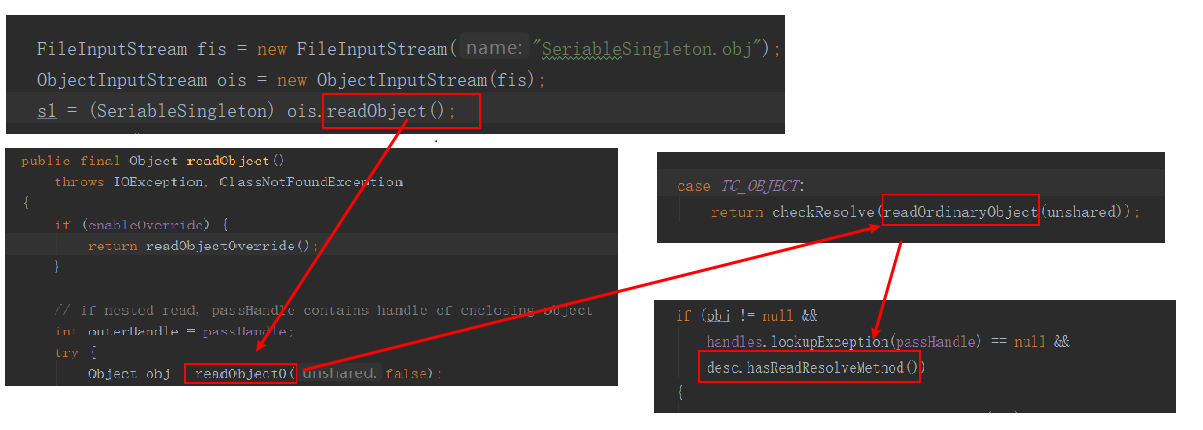 FileInputStream fis = new FileInputStream( name: "SeriableSingleton.obj");
ObjectInputStream ois = new ObjectInputStream(fis);
s1 = (SeriableSingleton) ois.readObject();
public final Object readObject()
throws IOException, ClassNotFoundException
{
if (enableOverride) {
return readObjectOverride();
}
// if nested read, passHandle contains handle of enclosing object
int outerHandle = passHandle;
try {
Object obj readObject0( unshared: false);
case TC_OBJECT:
return checkResolve(readOrdinaryObject(unshared));
if (obj != null &&
handles.lookupException(passHandle) == null &&
desc.hasReadResolveMethod())
{